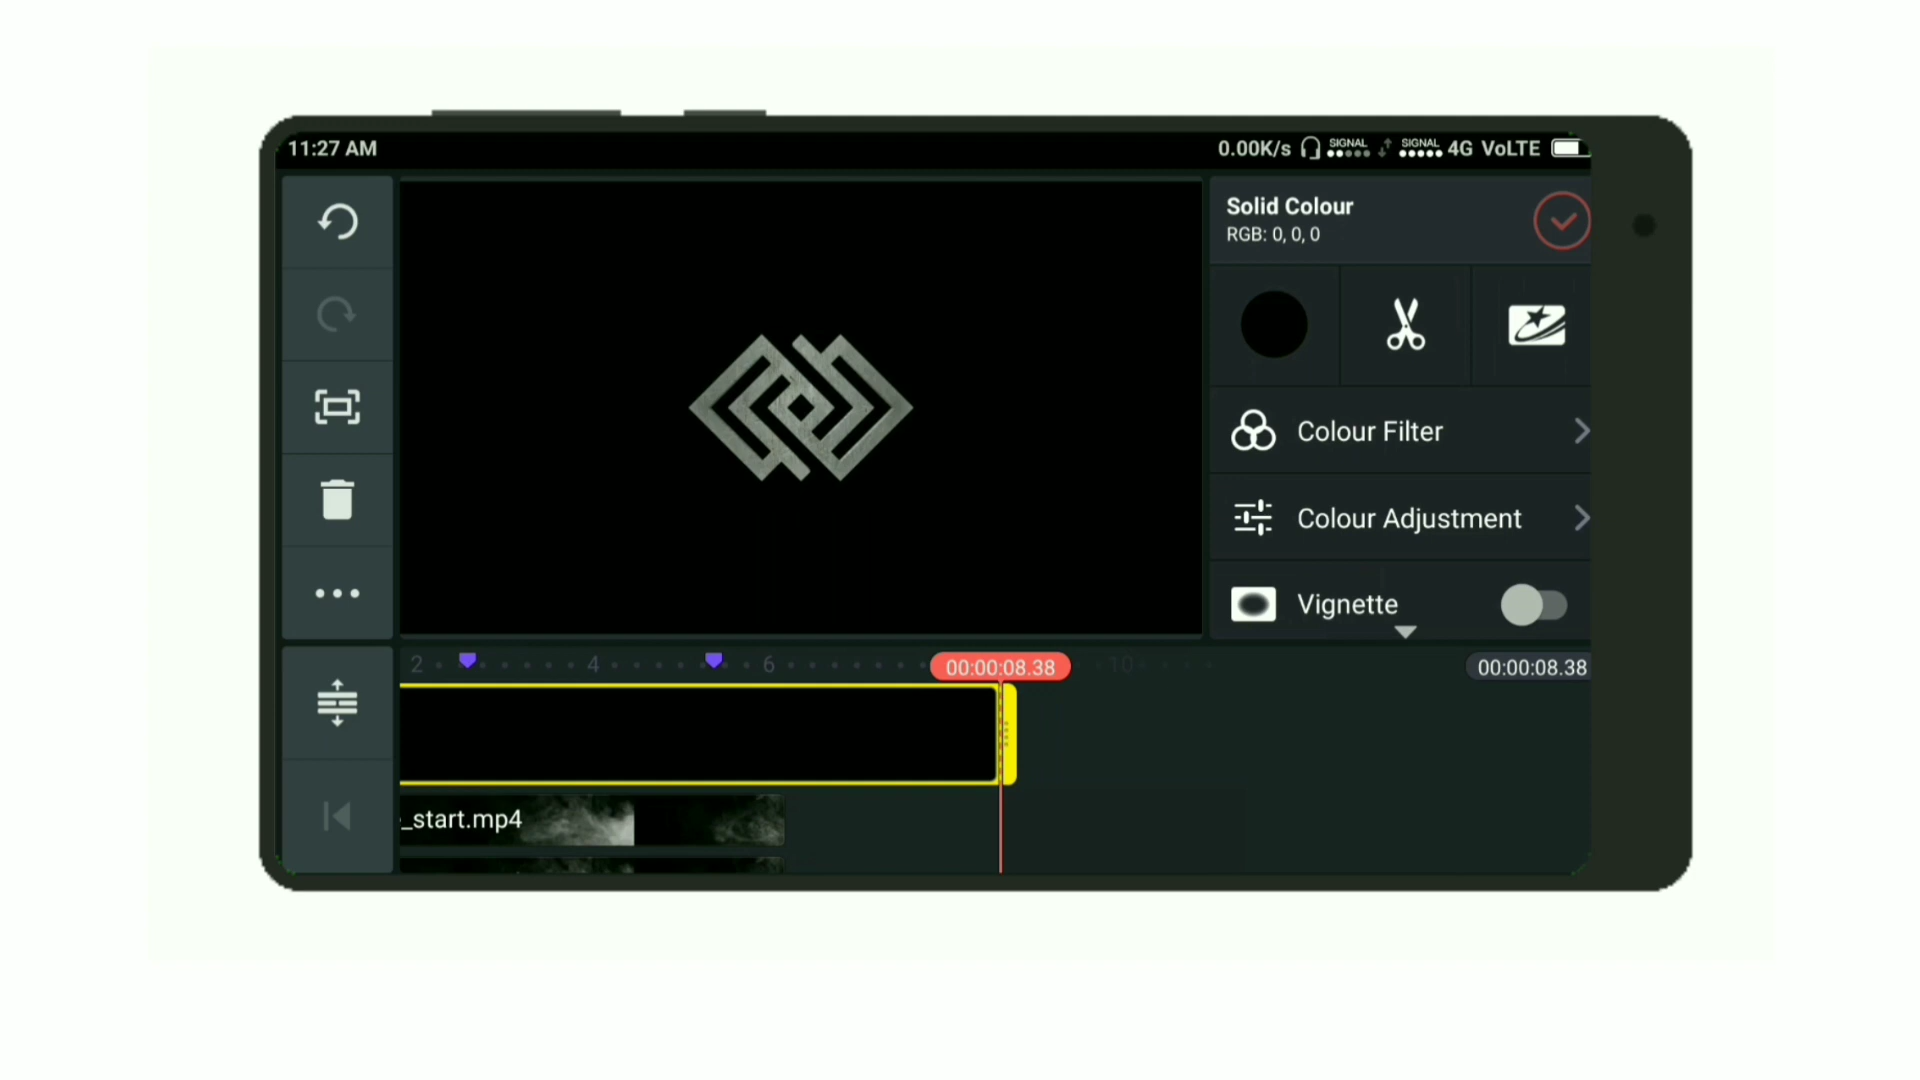 11:27 AM
0.00K/s SIGNAL SIGNAL 4G VoLTE
Solid Colour
RGB: 0, 0, 0
Colour Filter
Colour Adjustment
Vignette
2 4 6 00:00:08.38 10 00:00:08.38
_start.mp4